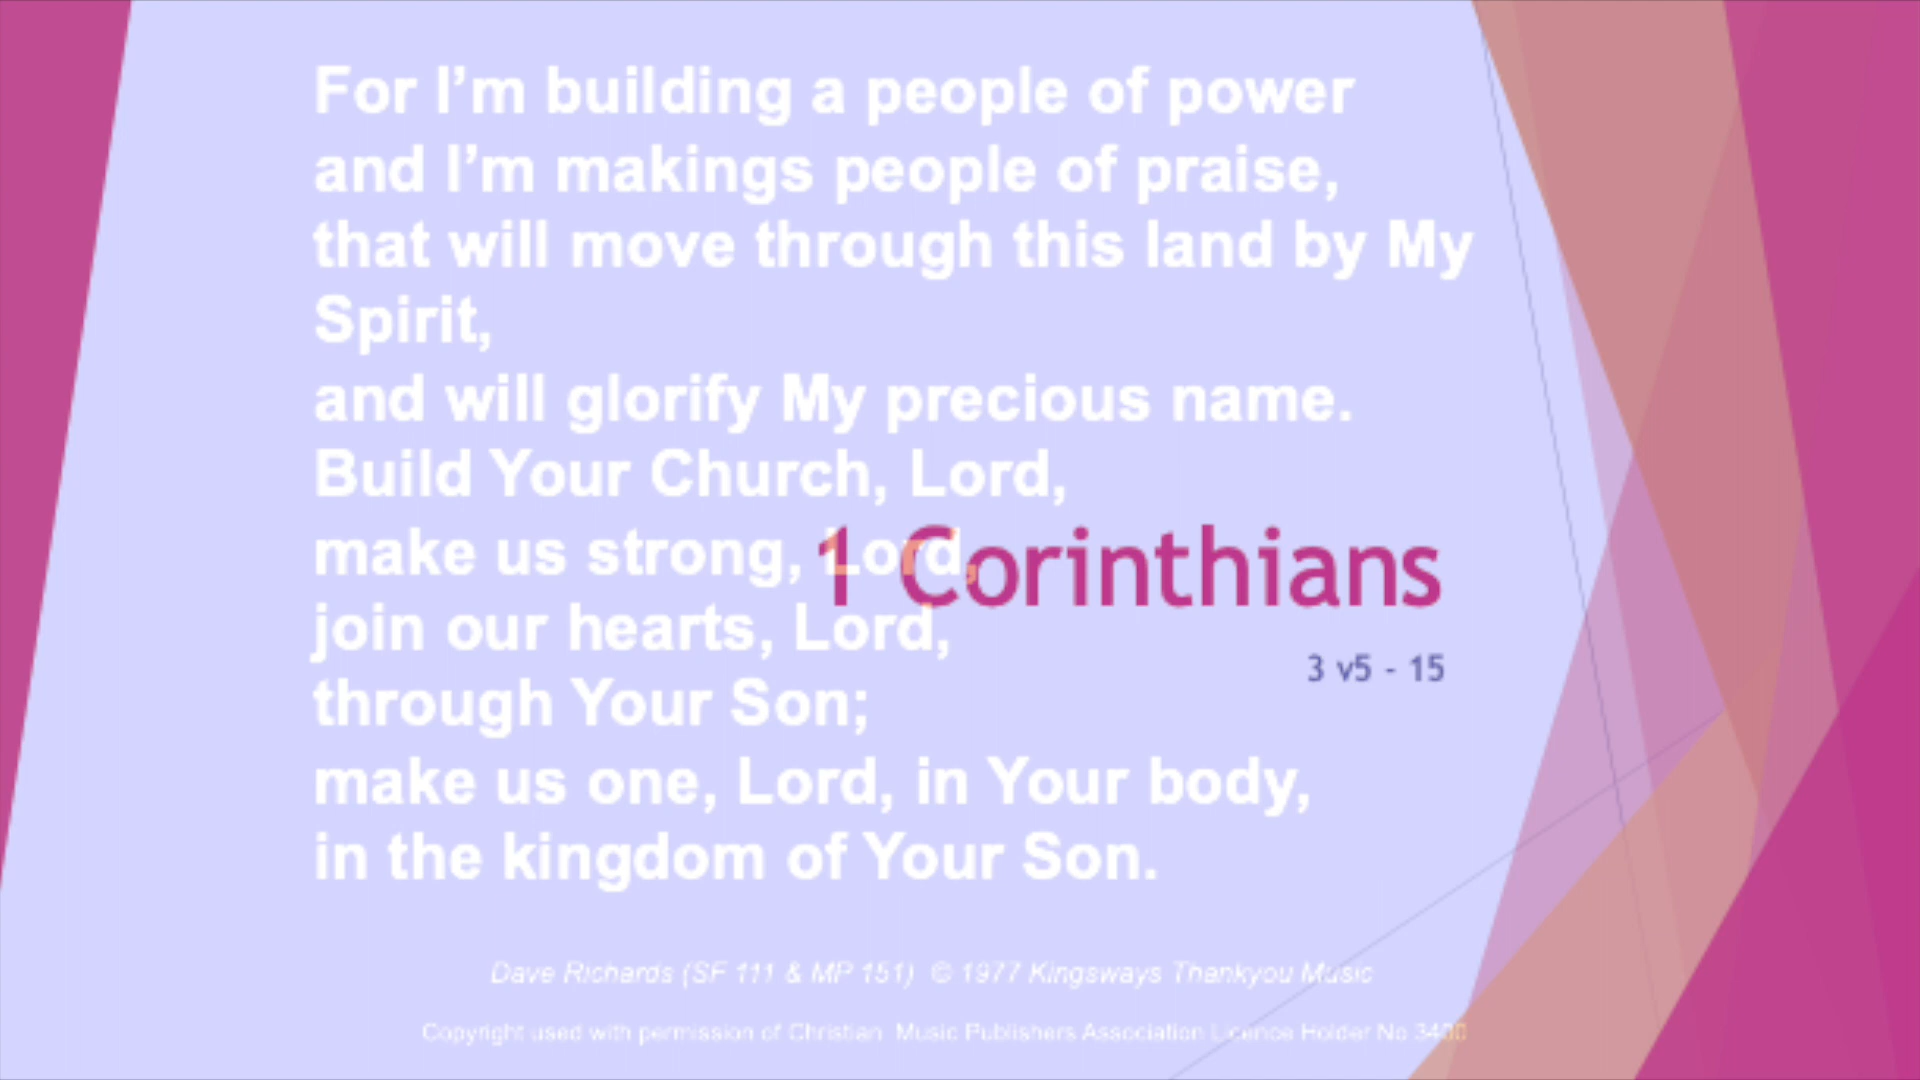 For I’m building a people of power
and I’m makings people of praise,
that will move through this land by My
Spirit,
and will glorify My precious name.
Build Your Church, Lord,
make us strong, Lord,
join our hearts, Lord,
through Your Son;
make us one, Lord, in Your body,
in the kingdom of Your Son.
1 Corinthians
3 v5 - 15
Dave Richards (SF 111 & MP 151) © 1977 Kingsways Thankyou Music
Copyright used with permission of Christian Music Publishers Association Licence Holder No 3400